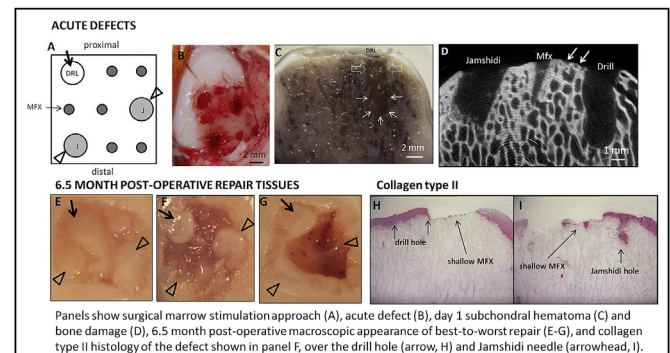 ACUTE DEFECTS
A
proximal
DRL
MFX
J
J
distal
B
2 mm
C
DRL
2 mm
D
Jamshidi
Mfx
Drill
1 mm
6.5 MONTH POST-OPERATIVE REPAIR TISSUES
Collagen type II
E
F
G
H
drill hole
shallow MFX
I
shallow MFX
Jamshidi hole
Panels show surgical marrow stimulation approach (A), acute defect (B), day 1 subchondral hematoma (C) and
bone damage (D), 6.5 month post-operative macroscopic appearance of best-to-worst repair (E-G), and collagen
type II histology of the defect shown in panel F, over the drill hole (arrow, H) and Jamshidi needle (arrowhead, I).